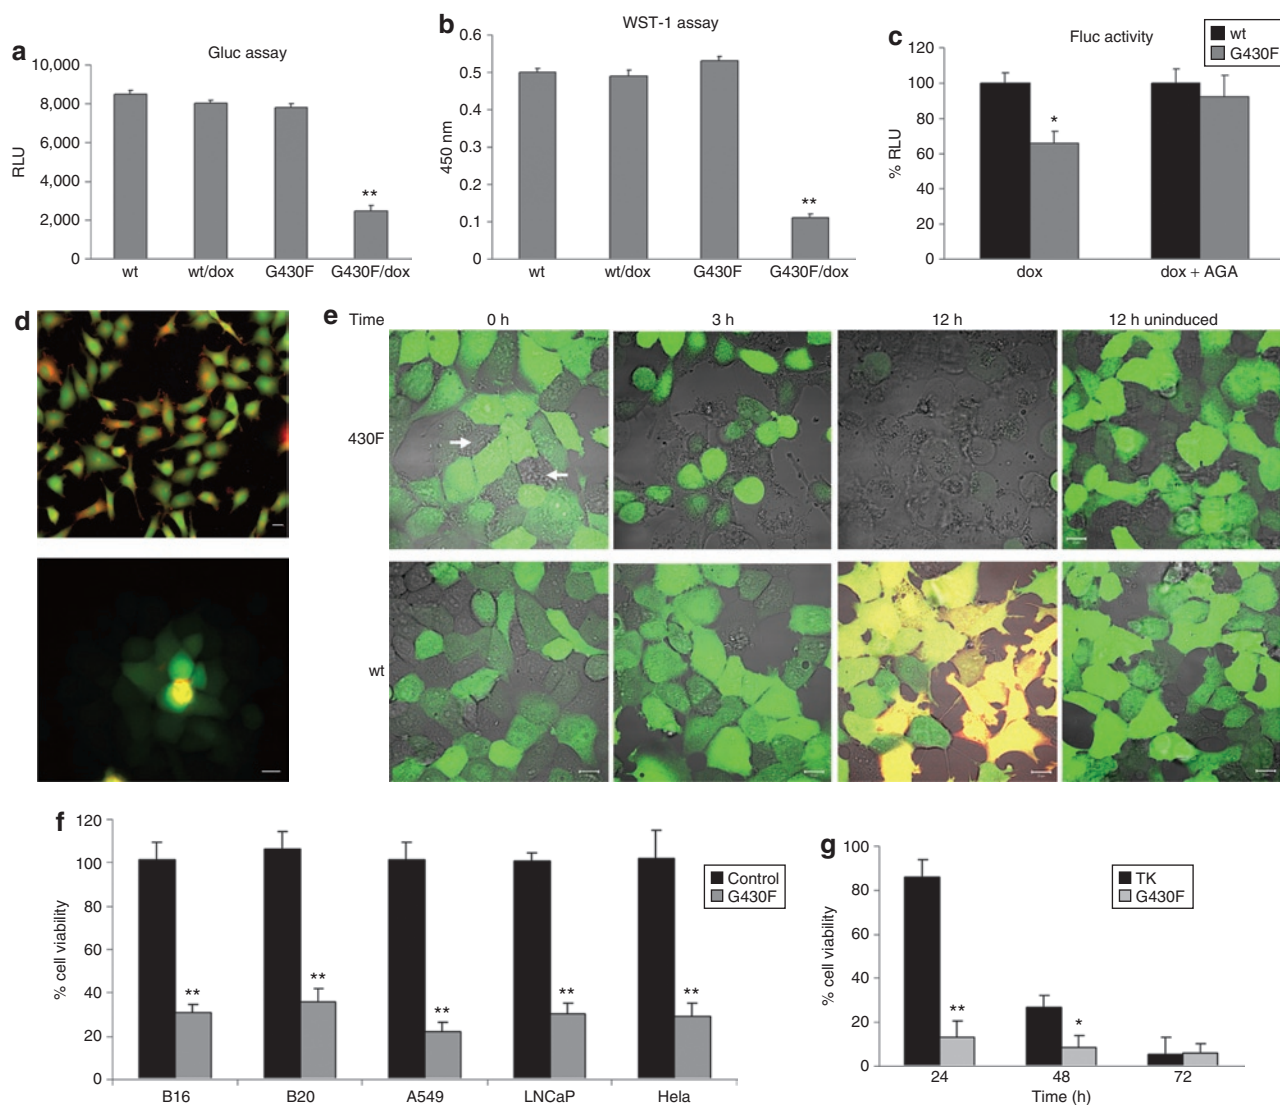 a
Gluc assay
10,000
8,000
6,000
4,000
2,000
0
RLU
**
wt
wt/dox
G430F
G430F/dox
b
WST-1 assay
0.6
0.5
0.4
0.3
0.2
0.1
0
450 nm
**
wt
wt/dox
G430F
G430F/dox
c
Fluc activity
wt
G430F
120
100
80
60
40
20
0
% RLU
*
dox
dox + AGA
d
e
Time
0 h
3 h
12 h
12 h uninduced
430F
wt
f
120
100
80
60
40
20
0
% cell viability
Control
G430F
**
**
**
**
**
B16
B20
A549
LNCaP
Hela
g
100
80
60
40
20
0
% cell viability
TK
G430F
**
*
24
48
72
Time (h)